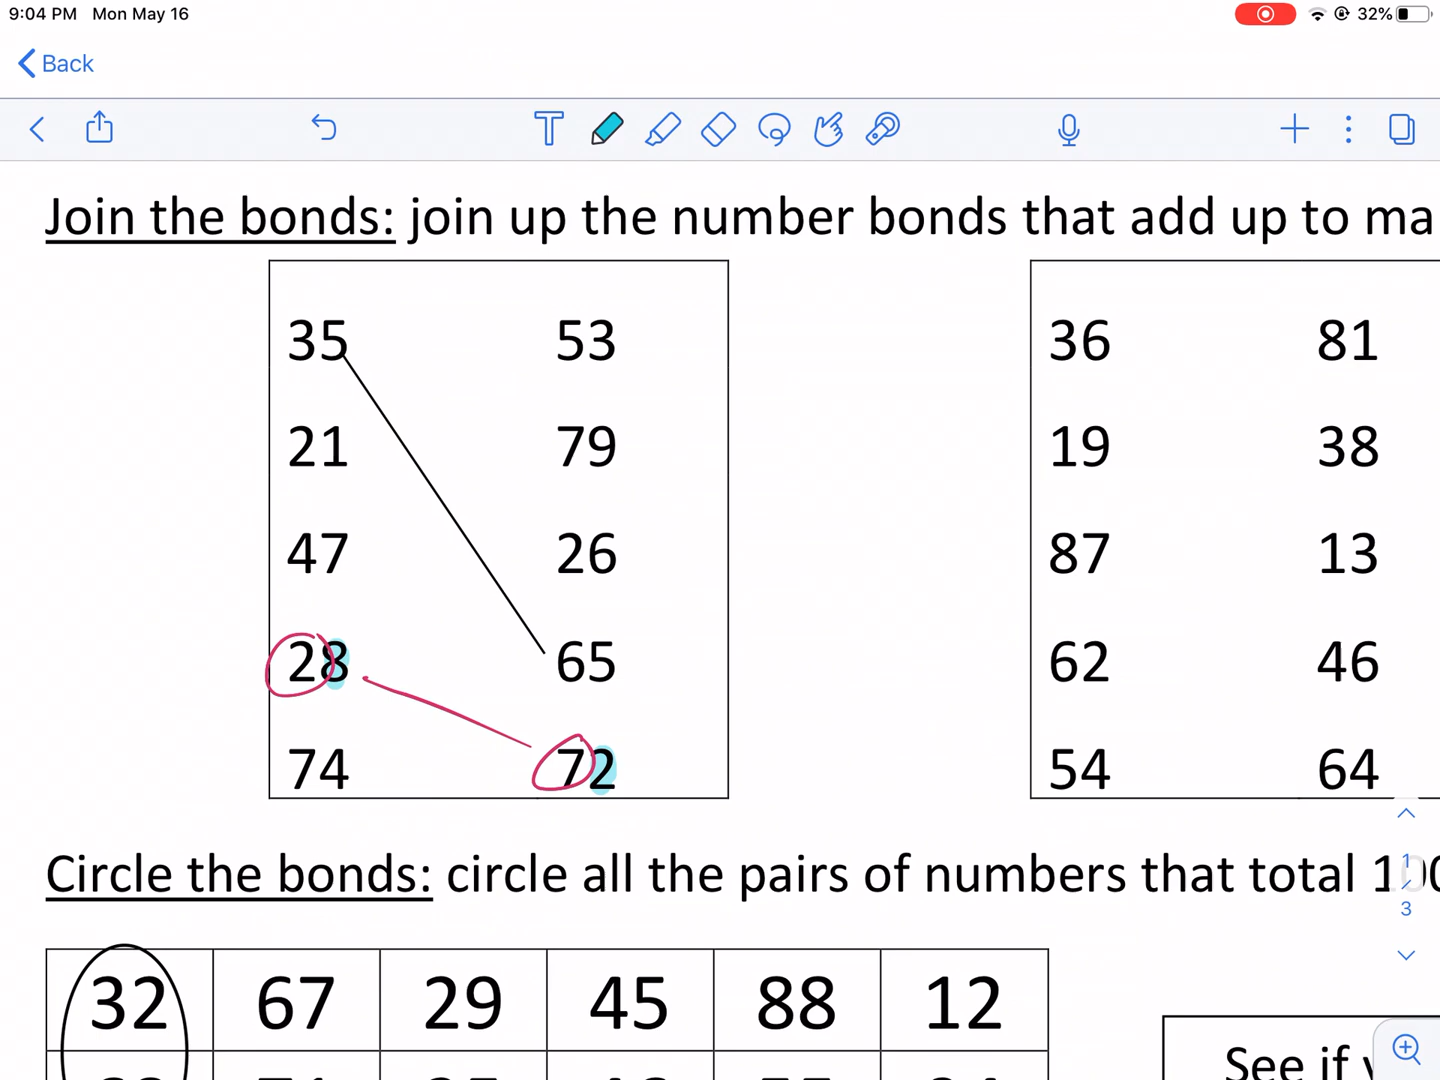 9:04 PM Mon May 16
32%
Back
Join the bonds: join up the number bonds that add up to ma
35 53 36 81
21 79 19 38
47 26 87 13
28 65 62 46
74 72 54 64
Circle the bonds: circle all the pairs of numbers that total 100
1
3
32 67 29 45 88 12
See if